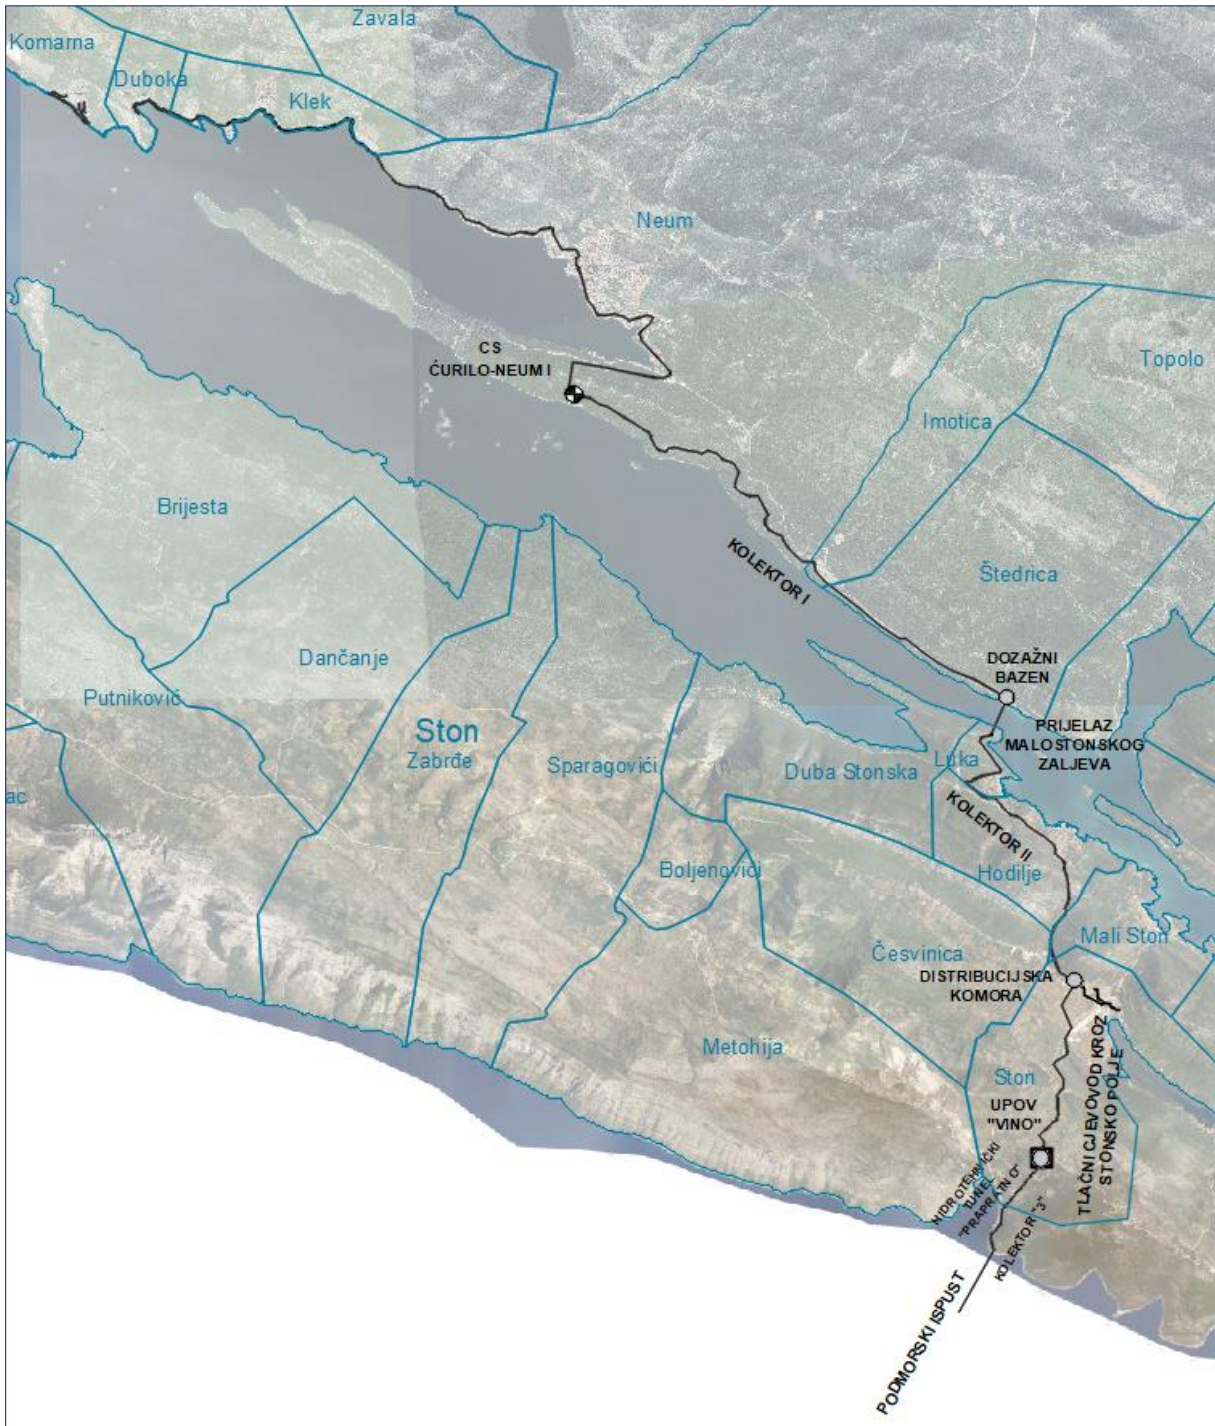 Zavala
Komarna
Duboka
Klek
Neum
CS
ĆURILO-NEUM I
Topolo
Imotica
Brijesta
KOLEKTOR I
Štedrica
Dančanje
DOZAŽNI
BAZEN
Putniković
PRIJELAZ
MALOSTONSKOG
ZALJEVA
Ston
Zabrđe
Sparagovići
Duba Stonska
Luka
ac
KOLEKTOR II
Boljenovići
Hodilje
Mali Ston
Česvinica
DISTRIBUCIJSKA
KOMORA
Metohija
TLAČNI CJEVOVOD KROZ
STONSKO POLJE
Ston
UPOV
"VINO"
HIDROTEHNIČKI
TUNEL
"PRAPRATNO"
KOLEKTOR "3"
PODMORSKI ISPUST